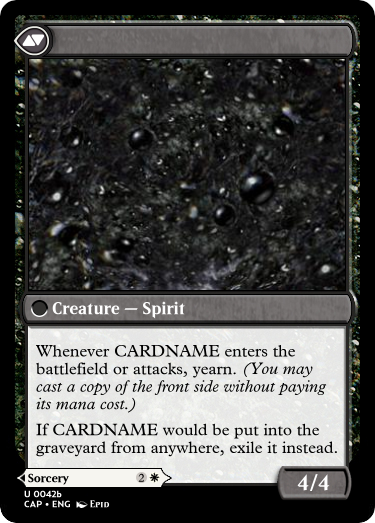 Creature — Spirit
Whenever CARDNAME enters the
battlefield or attacks, yearn. (You may
cast a copy of the front side without paying
its mana cost.)
If CARDNAME would be put into the
graveyard from anywhere, exile it instead.
Sorcery 2
4/4
U 0042b
CAP • ENG EPID